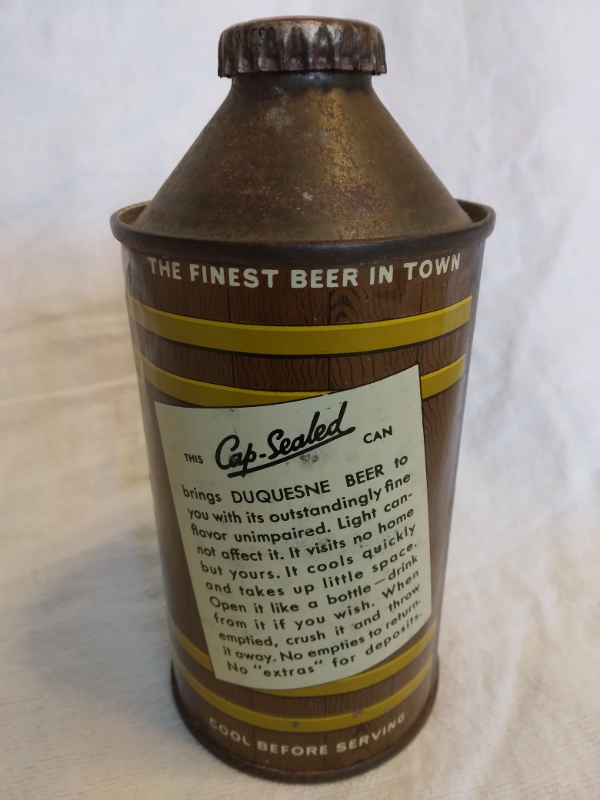 THE FINEST BEER IN TOWN
THIS Cap-Sealed CAN
brings DUQUESNE BEER to
you with its outstandingly fine
flavor unimpaired. Light can-
not affect it. It visits no home
but yours. It cools quickly
and takes up little space.
Open it like a bottle—drink
from it if you wish. When
emptied, crush it and throw
it away. No empties to return.
No "extras" for deposits.
COOL BEFORE SERVING